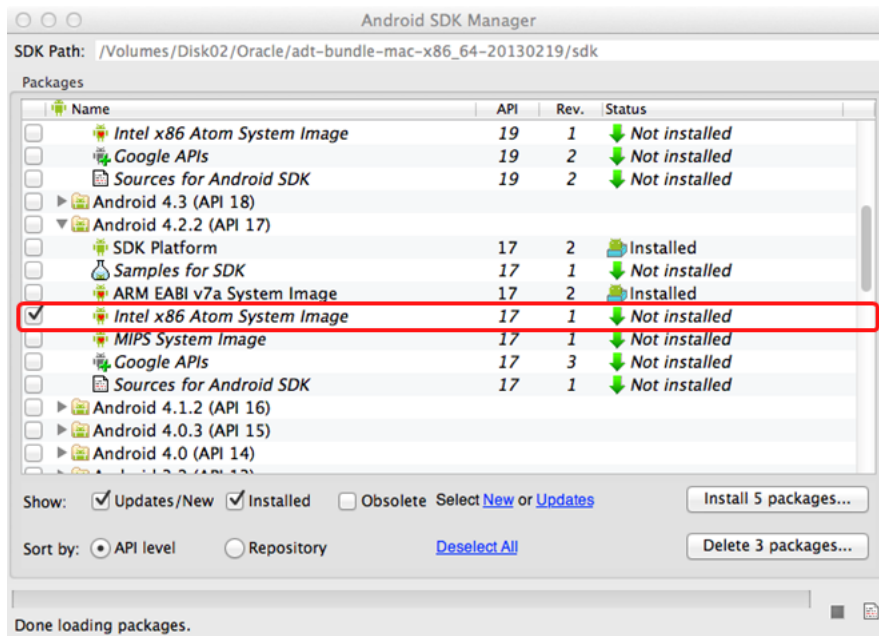 Android SDK Manager
SDK Path: /Volumes/Disk02/Oracle/adt-bundle-mac-x86_64-20130219/sdk
Packages
Name API Rev. Status
Intel x86 Atom System Image 19 1 Not installed
Google APIs 19 2 Not installed
Sources for Android SDK 19 2 Not installed
Android 4.3 (API 18)
Android 4.2.2 (API 17)
SDK Platform 17 2 Installed
Samples for SDK 17 1 Not installed
ARM EABI v7a System Image 17 2 Installed
Intel x86 Atom System Image 17 1 Not installed
MIPS System Image 17 1 Not installed
Google APIs 17 3 Not installed
Sources for Android SDK 17 1 Not installed
Android 4.1.2 (API 16)
Android 4.0.3 (API 15)
Android 4.0 (API 14)
Show: Updates/New Installed Obsolete Select New or Updates Install 5 packages...
Sort by: API level Repository Deselect All Delete 3 packages...
Done loading packages.